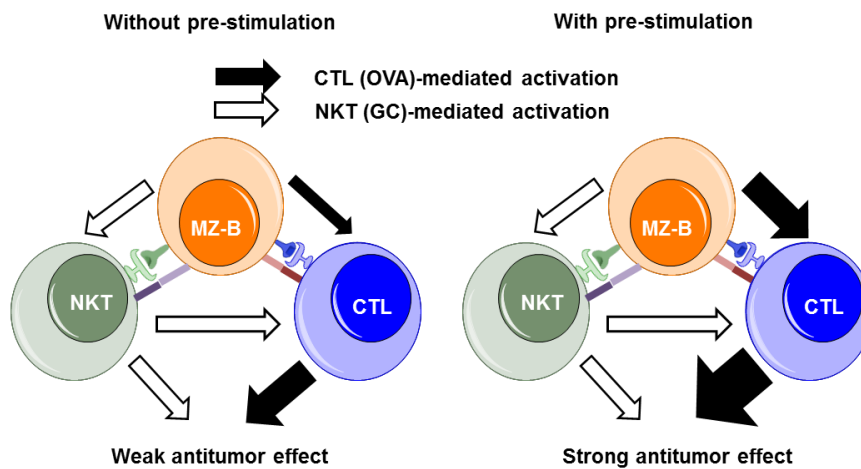 Without pre-stimulation
With pre-stimulation
CTL (OVA)-mediated activation
NKT (GC)-mediated activation
MZ-B
NKT
CTL
MZ-B
NKT
CTL
Weak antitumor effect
Strong antitumor effect